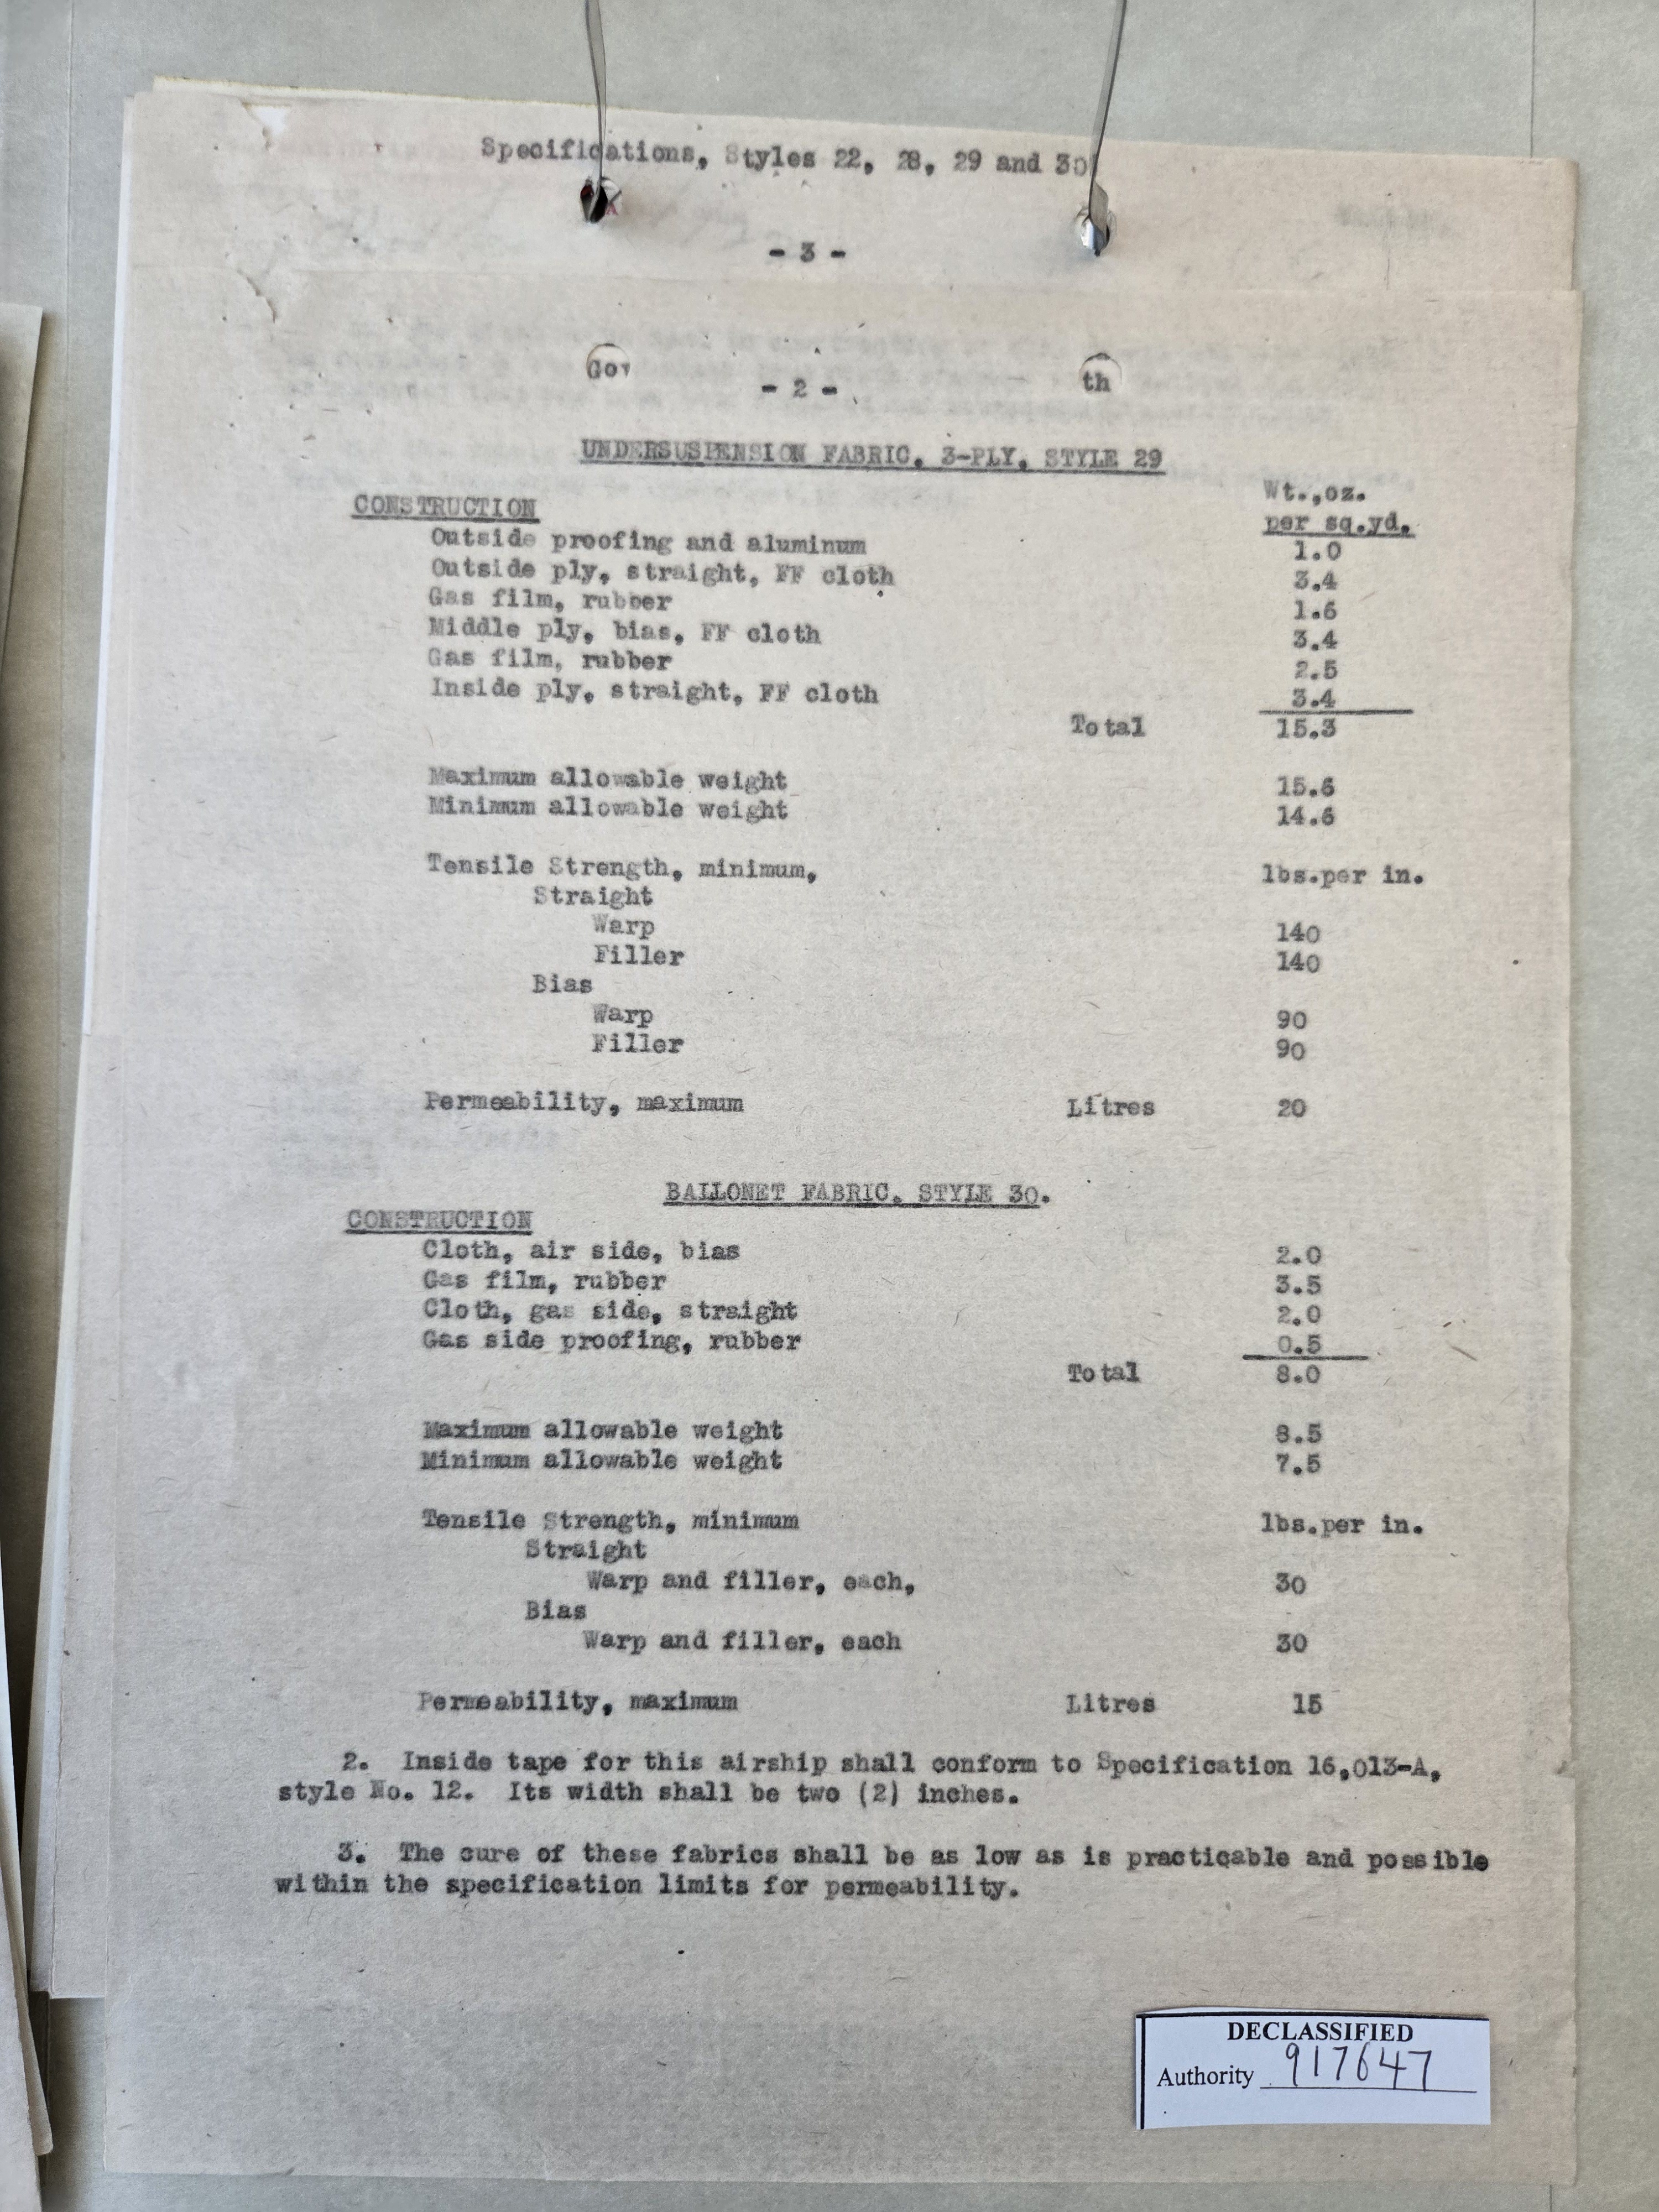 Specifications, Styles 22, 28, 29 and 30
- 3 -
Gov th
- 2 -
UNDERSUSPENSION FABRIC, 3-PLY, STYLE 29
Wt.,oz.
CONSTRUCTION per sq.yd.
Outside proofing and aluminum 1.0
Outside ply, straight, FF cloth 3.4
Gas film, rubber 1.6
Middle ply, bias, FF cloth 3.4
Gas film, rubber 2.5
Inside ply, straight, FF cloth 3.4
Total 15.3
Maximum allowable weight 15.6
Minimum allowable weight 14.6
Tensile Strength, minimum, lbs.per in.
Straight
Warp 140
Filler 140
Bias
Warp 90
Filler 90
Permeability, maximum Litres 20
BALLONET FABRIC, STYLE 30.
CONSTRUCTION
Cloth, air side, bias 2.0
Gas film, rubber 3.5
Cloth, gas side, straight 2.0
Gas side proofing, rubber 0.5
Total 8.0
Maximum allowable weight 8.5
Minimum allowable weight 7.5
Tensile Strength, minimum lbs.per in.
Straight
Warp and filler, each, 30
Bias
Warp and filler, each 30
Permeability, maximum Litres 15
2. Inside tape for this airship shall conform to Specification 16,013-A,
style No. 12. Its width shall be two (2) inches.
3. The cure of these fabrics shall be as low as is practicable and possible
within the specification limits for permeability.
DECLASSIFIED
Authority 917647